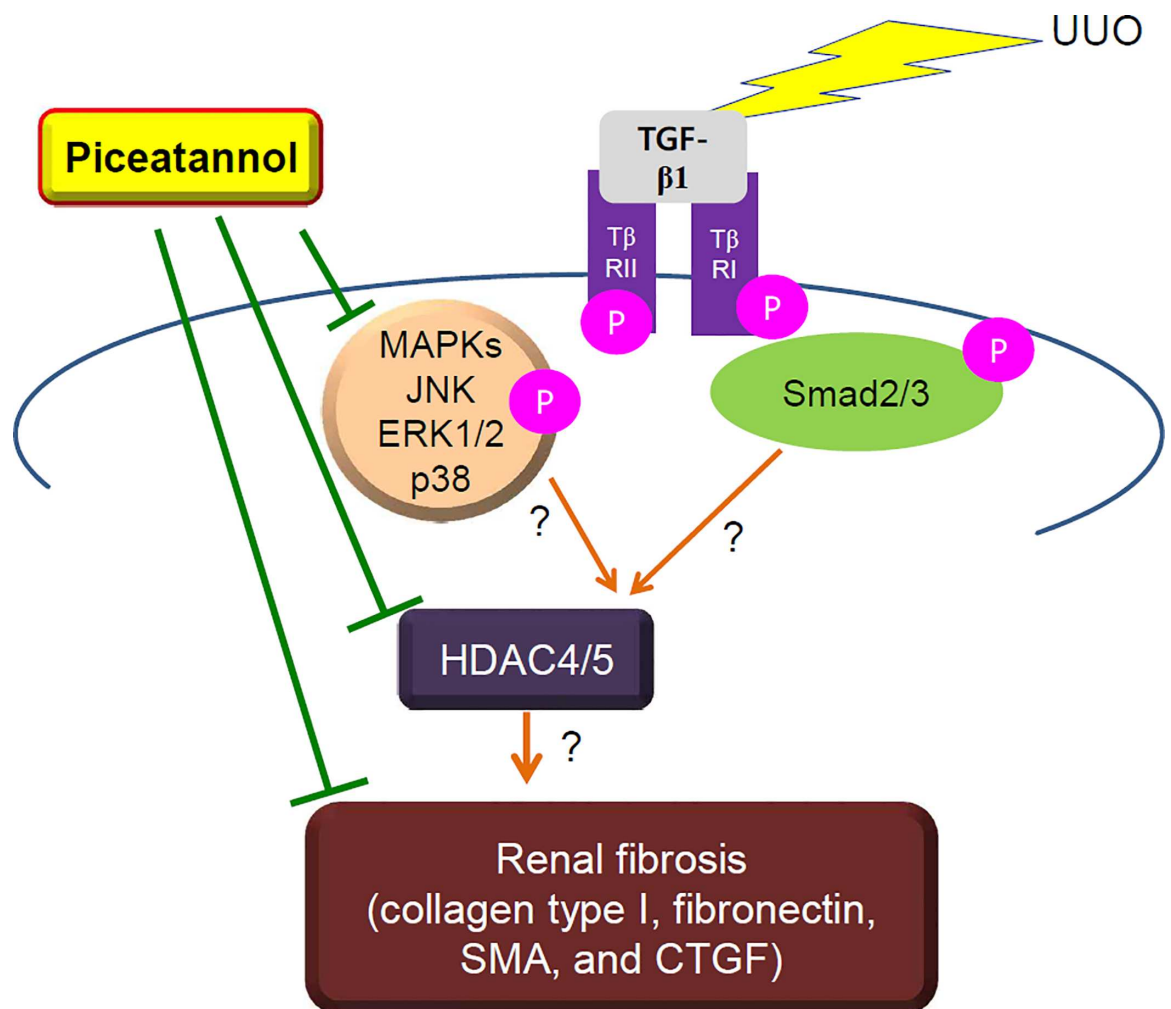 UUO
Piceatannol
TGF-
β1
Tβ
RII
Tβ
RI
P
P
P
MAPKs
JNK
ERK1/2
p38
P
Smad2/3
?
?
HDAC4/5
?
Renal fibrosis
(collagen type I, fibronectin,
SMA, and CTGF)